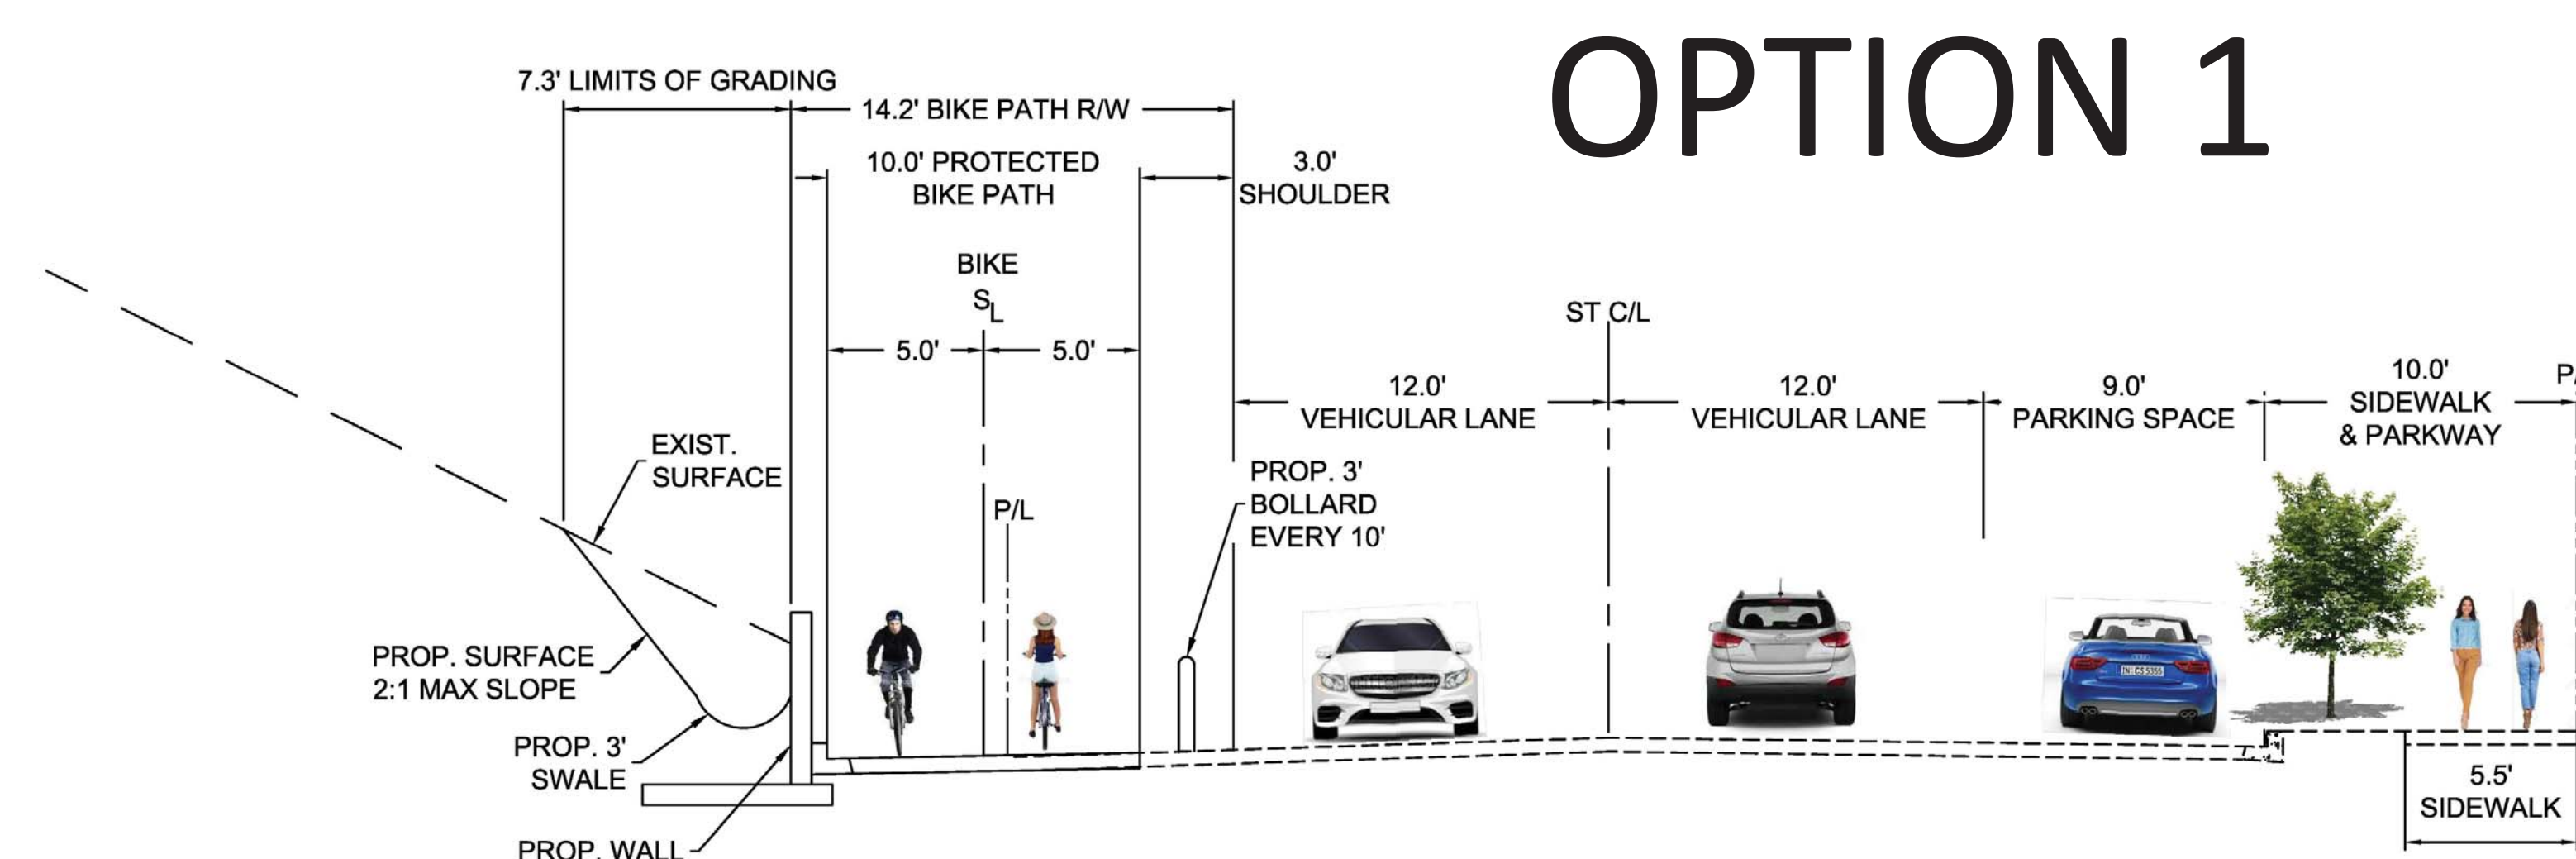 OPTION 1
7.3' LIMITS OF GRADING
14.2' BIKE PATH R/W
10.0' PROTECTED
BIKE PATH
3.0'
SHOULDER
BIKE
SL
ST C/L
5.0'
5.0'
12.0'
VEHICULAR LANE
12.0'
VEHICULAR LANE
9.0'
PARKING SPACE
10.0'
SIDEWALK
& PARKWAY
EXIST.
SURFACE
P/L
PROP. 3'
BOLLARD
EVERY 10'
PROP. SURFACE
2:1 MAX SLOPE
PROP. 3'
SWALE
PROP. WALL
5.5'
SIDEWALK